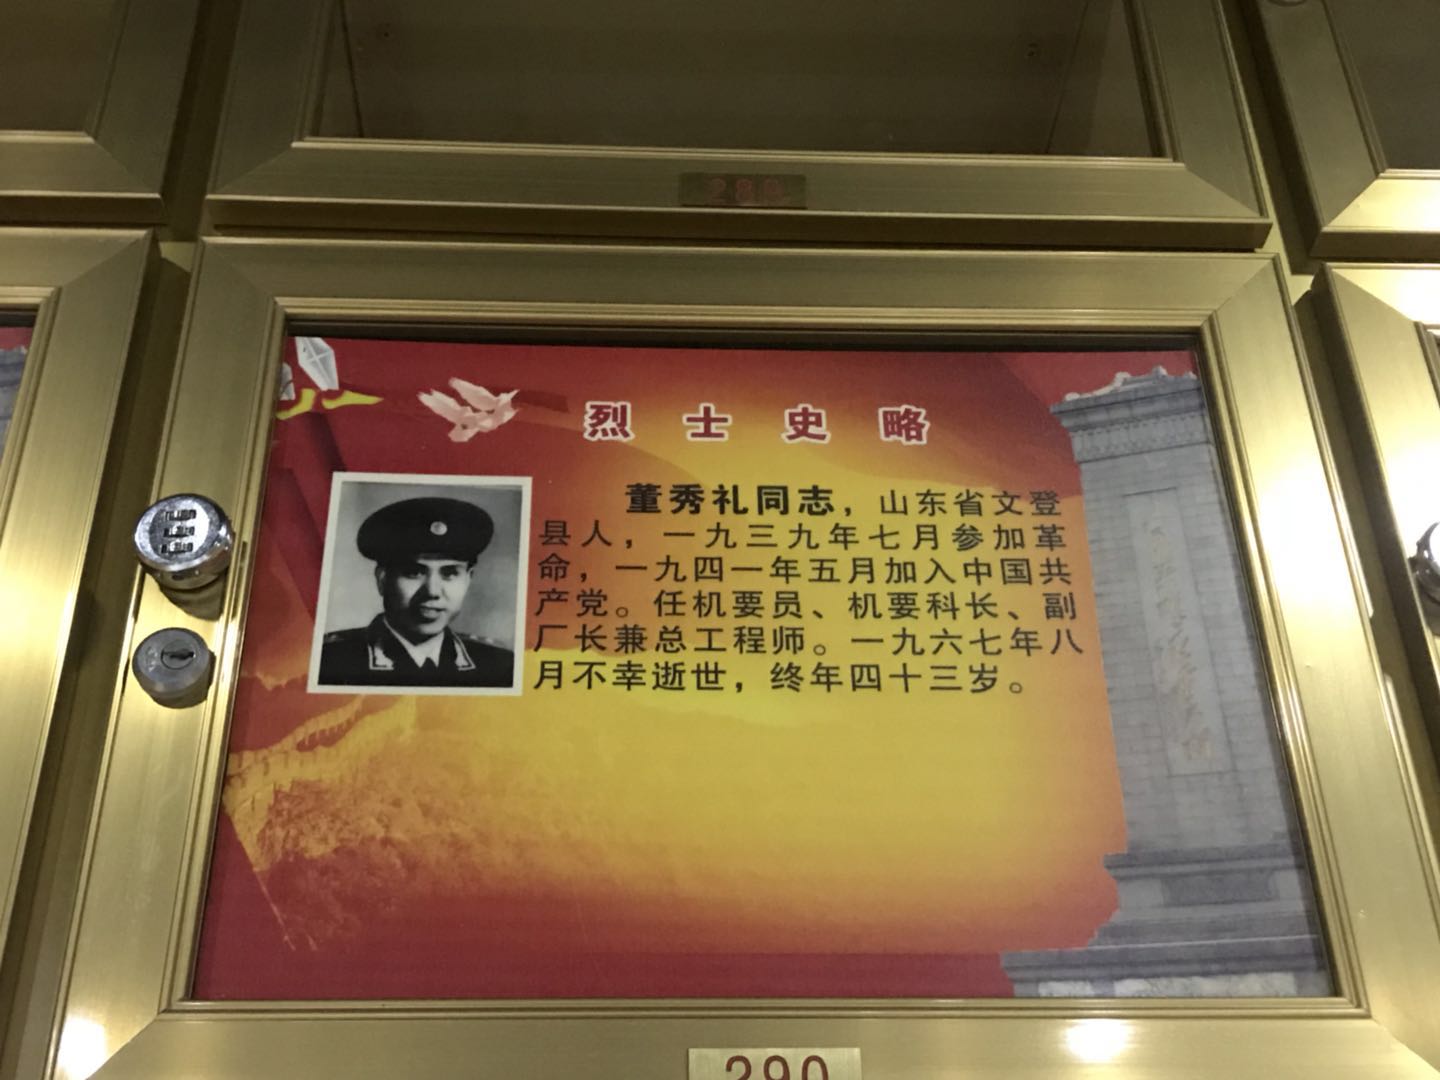 289
烈士史略
董秀礼同志，山东省文登
县人，一九三九年七月参加革
命，一九四一年五月加入中国共
产党。任机要员、机要科长、副
厂长兼总工程师。一九六七年八
月不幸逝世，终年四十三岁。
290